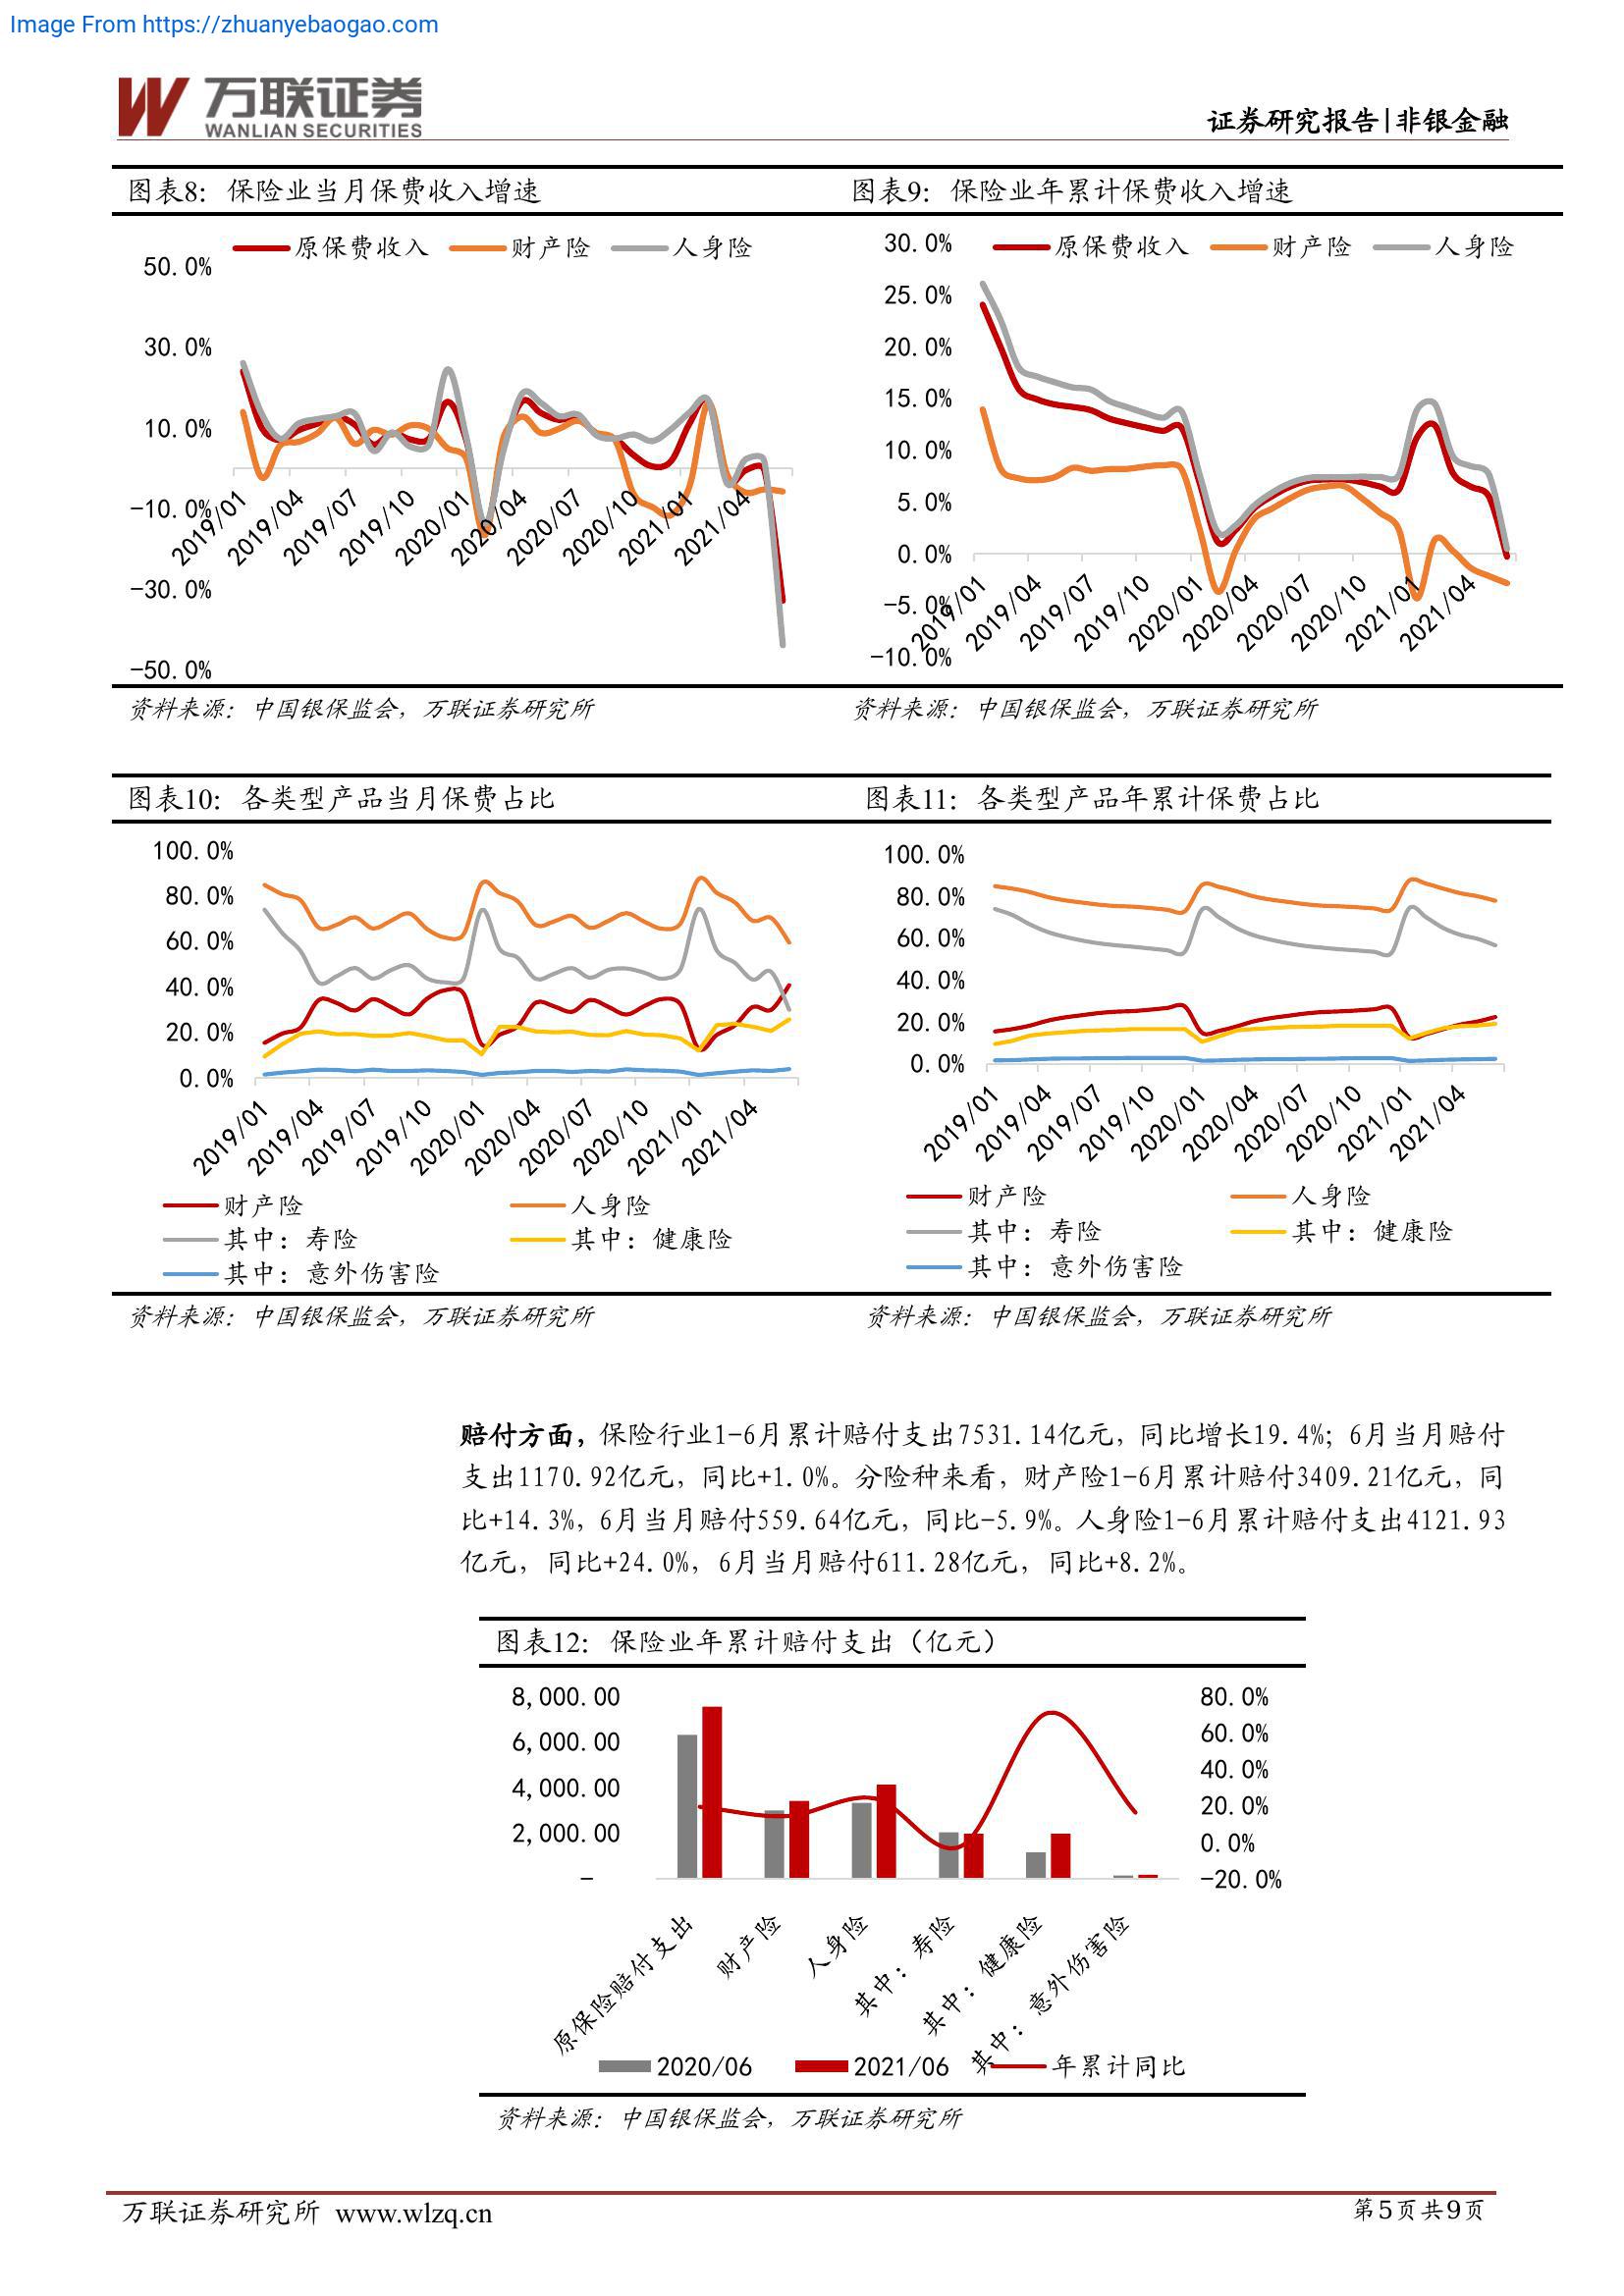 Image From https://zhuanyebaogao.com
万联证券
WANLIAN SECURITIES
证券研究报告|非银金融
图表8：保险业当月保费收入增速
原保费收入 财产险 人身险
50.0%
30.0%
10.0%
-10.0%
-30.0%
-50.0%
2019/01 2019/04 2019/07 2019/10 2020/01 2020/04 2020/07 2020/10 2021/01 2021/04
资料来源：中国银保监会，万联证券研究所
图表9：保险业年累计保费收入增速
原保费收入 财产险 人身险
30.0%
25.0%
20.0%
15.0%
10.0%
5.0%
0.0%
-5.0%
-10.0%
2019/01 2019/04 2019/07 2019/10 2020/01 2020/04 2020/07 2020/10 2021/01 2021/04
资料来源：中国银保监会，万联证券研究所
图表10：各类型产品当月保费占比
100.0%
80.0%
60.0%
40.0%
20.0%
0.0%
2019/01 2019/04 2019/07 2019/10 2020/01 2020/04 2020/07 2020/10 2021/01 2021/04
财产险 人身险
其中：寿险 其中：健康险
其中：意外伤害险
资料来源：中国银保监会，万联证券研究所
图表11：各类型产品年累计保费占比
100.0%
80.0%
60.0%
40.0%
20.0%
0.0%
2019/01 2019/04 2019/07 2019/10 2020/01 2020/04 2020/07 2020/10 2021/01 2021/04
财产险 人身险
其中：寿险 其中：健康险
其中：意外伤害险
资料来源：中国银保监会，万联证券研究所
赔付方面，保险行业1-6月累计赔付支出7531.14亿元，同比增长19.4%；6月当月赔付
支出1170.92亿元，同比+1.0%。分险种来看，财产险1-6月累计赔付3409.21亿元，同
比+14.3%，6月当月赔付559.64亿元，同比-5.9%。人身险1-6月累计赔付支出4121.93
亿元，同比+24.0%，6月当月赔付611.28亿元，同比+8.2%。
图表12：保险业年累计赔付支出（亿元）
8,000.00
6,000.00
4,000.00
2,000.00
-
80.0%
60.0%
40.0%
20.0%
0.0%
-20.0%
原保险赔付支出 财产险 人身险 其中：寿险 其中：健康险 其中：意外伤害险
2020/06 2021/06 年累计同比
资料来源：中国银保监会，万联证券研究所
万联证券研究所 www.wlzq.cn
第5页共9页